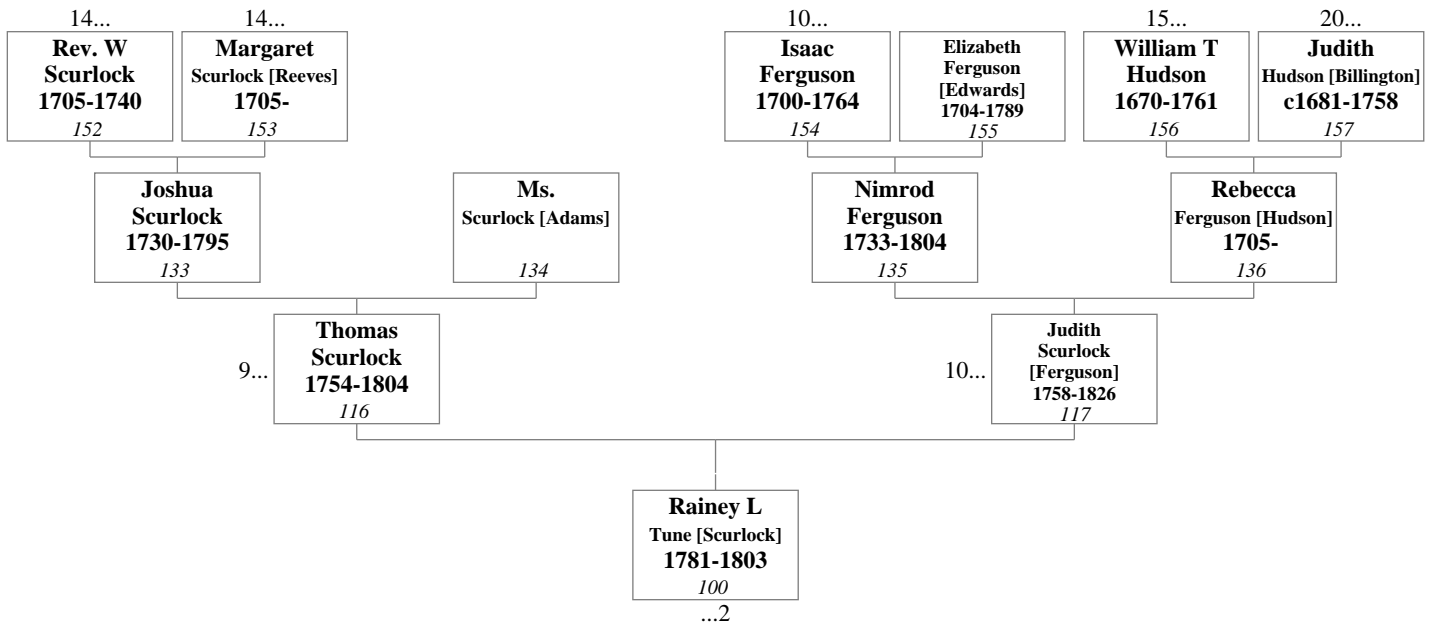 14...
14...
10...
15...
20...
Rev. W
Scurlock
1705-1740
152
Margaret
Scurlock [Reeves]
1705-
153
Isaac
Ferguson
1700-1764
154
Elizabeth
Ferguson
[Edwards]
1704-1789
155
William T
Hudson
1670-1761
156
Judith
Hudson [Billington]
c1681-1758
157
Joshua
Scurlock
1730-1795
133
Ms.
Scurlock [Adams]
134
Nimrod
Ferguson
1733-1804
135
Rebecca
Ferguson [Hudson]
1705-
136
9...
Thomas
Scurlock
1754-1804
116
10...
Judith
Scurlock
[Ferguson]
1758-1826
117
Rainey L
Tune [Scurlock]
1781-1803
100
...2